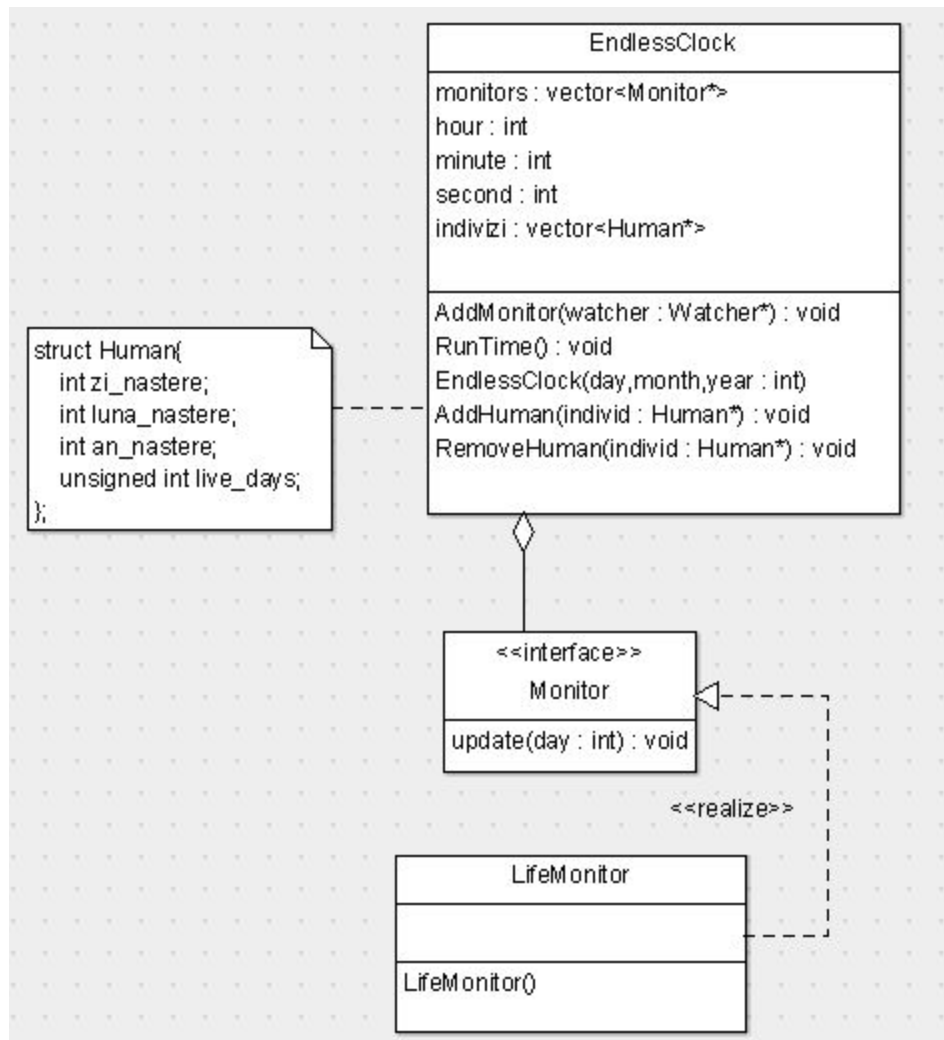 EndlessClock
monitors : vector<Monitor*>
hour : int
minute : int
second : int
indivizi : vector<Human*>
AddMonitor(watcher : Watcher*) : void
RunTime() : void
EndlessClock(day,month,year : int)
AddHuman(individ : Human*) : void
RemoveHuman(individ : Human*) : void
struct Human{
int zi_nastere;
int luna_nastere;
int an_nastere;
unsigned int live_days;
};
<<interface>>
Monitor
update(day : int) : void
<<realize>>
LifeMonitor
LifeMonitor()